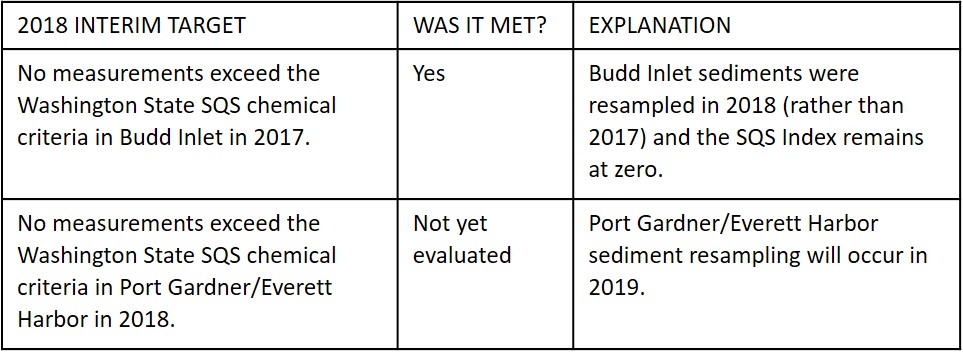 2018 INTERIM TARGET
WAS IT MET?
EXPLANATION
No measurements exceed the
Washington State SQS chemical
criteria in Budd Inlet in 2017.
Yes
Budd Inlet sediments were
resampled in 2018 (rather than
2017) and the SQS Index remains
at zero.
No measurements exceed the
Washington State SQS chemical
criteria in Port Gardner/Everett
Harbor in 2018.
Not yet
evaluated
Port Gardner/Everett Harbor
sediment resampling will occur in
2019.